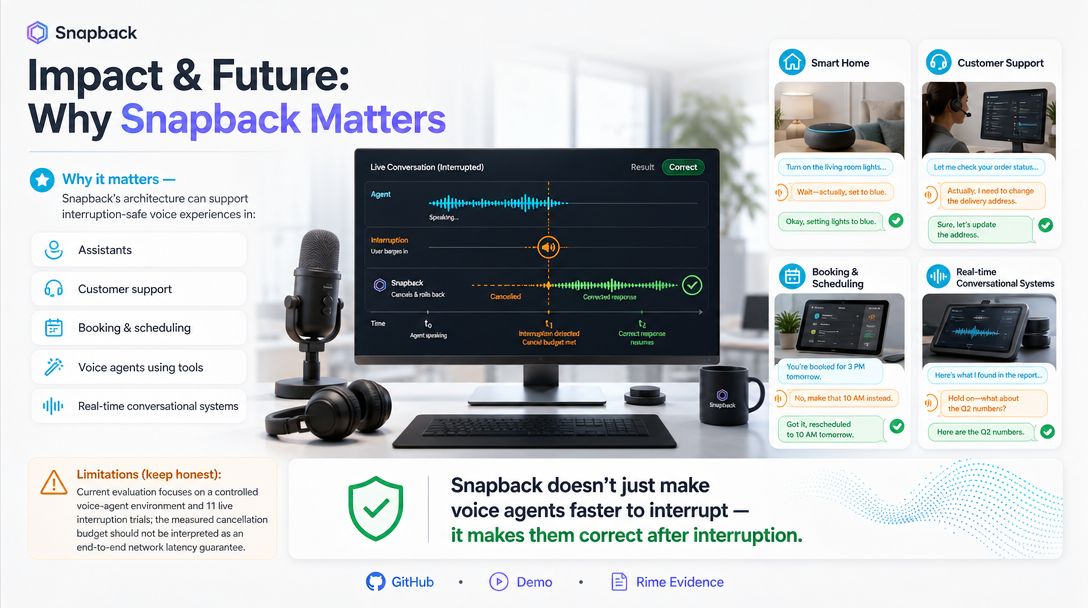 Snapback
Impact & Future:
Why Snapback Matters
Why it matters —
Snapback's architecture can support
interruption-safe voice experiences in:
Assistants
Customer support
Booking & scheduling
Voice agents using tools
Real-time conversational systems
Limitations (keep honest):
Current evaluation focuses on a controlled
voice-agent environment and 11 live
interruption trials; the measured cancellation
budget should not be interpreted as an
end-to-end network latency guarantee.
Live Conversation (Interrupted)
Result
Correct
Agent
Speaking...
Interruption
User barges in
Snapback
Cancels & rolls back
Cancelled
Corrected response
Time
t₀
Agent speaking
t₁
Interruption detected
Cancel budget met
t₂
Correct response
resumes
Snapback
Smart Home
Turn on the living room lights...
Wait—actually, set to blue.
Okay, setting lights to blue.
Customer Support
Let me check your order status...
Actually, I need to change
the delivery address.
Sure, let's update
the address.
Booking &
Scheduling
You're booked for 3 PM
tomorrow.
No, make that 10 AM instead.
Got it, rescheduled
to 10 AM tomorrow.
Real-time
Conversational Systems
Here's what I found in the report...
Hold on—what about
the Q2 numbers?
Here are the Q2 numbers.
Snapback doesn't just make
voice agents faster to interrupt —
it makes them correct after interruption.
GitHub • Demo • Rime Evidence